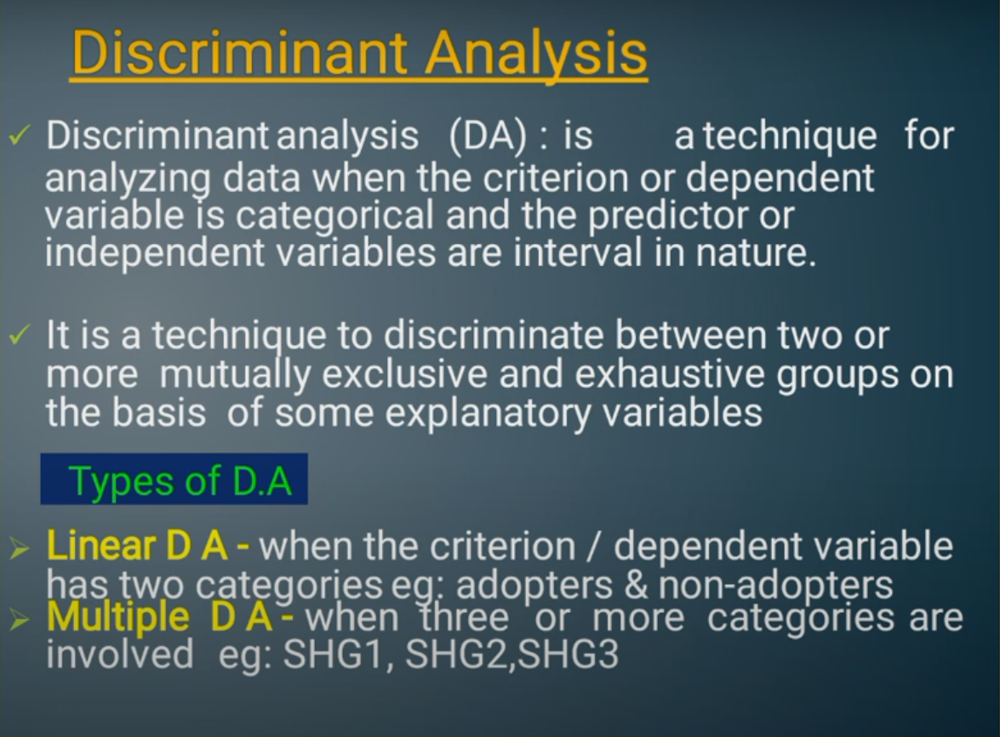 Discriminant Analysis
✓ Discriminant analysis (DA) : is a technique for
analyzing data when the criterion or dependent
variable is categorical and the predictor or
independent variables are interval in nature.
✓ It is a technique to discriminate between two or
more mutually exclusive and exhaustive groups on
the basis of some explanatory variables
Types of D.A
➢ Linear D A - when the criterion / dependent variable
has two categories eg: adopters & non-adopters
➢ Multiple D A - when three or more categories are
involved eg: SHG1, SHG2,SHG3